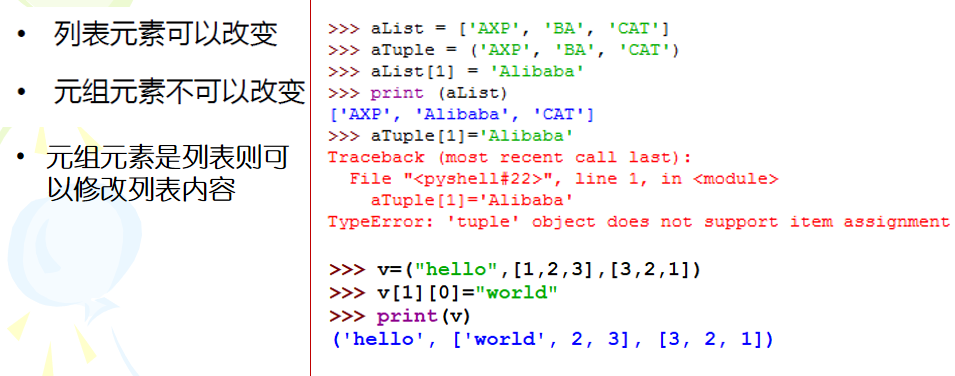 • 列表元素可以改变
• 元组元素不可以改变
• 元组元素是列表则可
以修改列表内容
>>> aList = ['AXP', 'BA', 'CAT']
>>> aTuple = ('AXP', 'BA', 'CAT')
>>> aList[1] = 'Alibaba'
>>> print (aList)
['AXP', 'Alibaba', 'CAT']
>>> aTuple[1]='Alibaba'
Traceback (most recent call last):
  File "<pyshell#22>", line 1, in <module>
    aTuple[1]='Alibaba'
TypeError: 'tuple' object does not support item assignment
>>> v=("hello",[1,2,3],[3,2,1])
>>> v[1][0]="world"
>>> print(v)
('hello', ['world', 2, 3], [3, 2, 1])